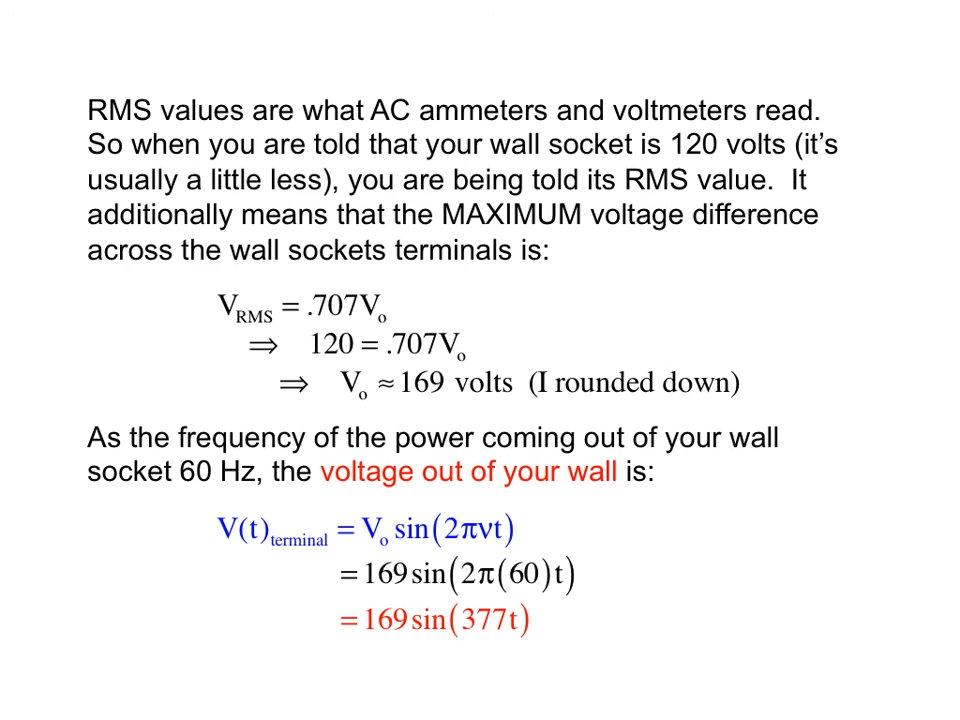 RMS values are what AC ammeters and voltmeters read.
So when you are told that your wall socket is 120 volts (it’s
usually a little less), you are being told its RMS value.  It
additionally means that the MAXIMUM voltage difference
across the wall sockets terminals is:
V_RMS = .707V_o
⇒ 120 = .707V_o
⇒ V_o ≈ 169 volts (I rounded down)
As the frequency of the power coming out of your wall
socket 60 Hz, the voltage out of your wall is:
V(t)_terminal = V_o sin(2πνt)
= 169 sin(2π(60)t)
= 169 sin(377t)